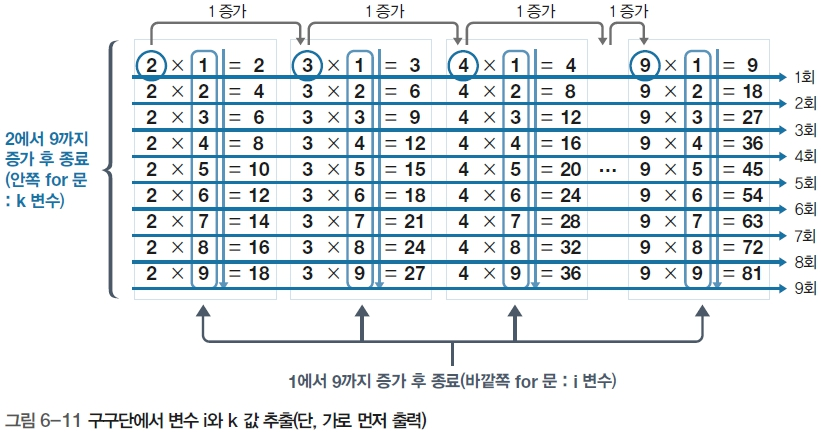 1 증가 1 증가 1 증가 1 증가
2 × 1 = 2 3 × 1 = 3 4 × 1 = 4 9 × 1 = 9
1회
2 × 2 = 4 3 × 2 = 6 4 × 2 = 8 9 × 2 = 18
2회
2 × 3 = 6 3 × 3 = 9 4 × 3 = 12 9 × 3 = 27
3회
2 × 4 = 8 3 × 4 = 12 4 × 4 = 16 9 × 4 = 36
4회
2 × 5 = 10 3 × 5 = 15 4 × 5 = 20 ··· 9 × 5 = 45
5회
2 × 6 = 12 3 × 6 = 18 4 × 6 = 24 9 × 6 = 54
6회
2 × 7 = 14 3 × 7 = 21 4 × 7 = 28 9 × 7 = 63
7회
2 × 8 = 16 3 × 8 = 24 4 × 8 = 32 9 × 8 = 72
8회
2 × 9 = 18 3 × 9 = 27 4 × 9 = 36 9 × 9 = 81
9회
2에서 9까지
증가 후 종료
(안쪽 for 문
: k 변수)
1에서 9까지 증가 후 종료(바깥쪽 for 문 : i 변수)
그림 6-11 구구단에서 변수 i와 k 값 추출(단, 가로 먼저 출력)